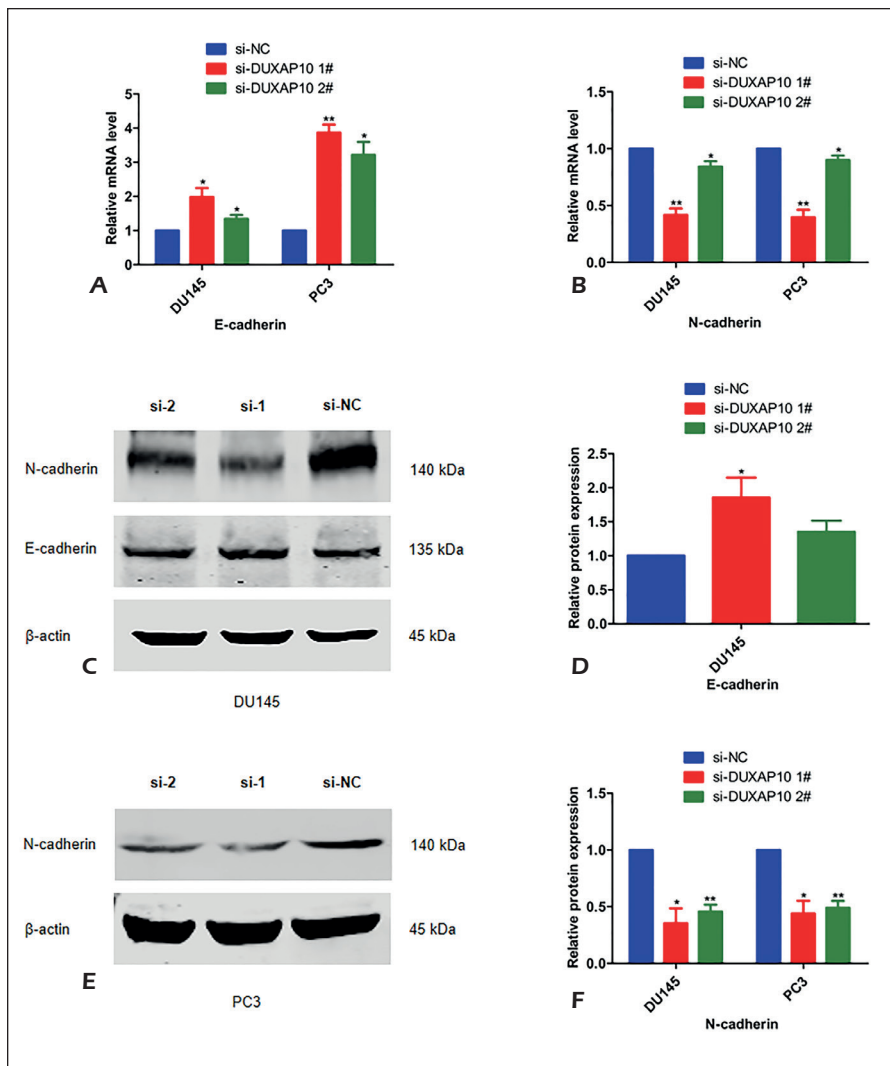 si-NC
si-DUXAP10 1#
si-DUXAP10 2#
Relative mRNA level
5
4
3
2
1
0
* * ** *
DU145 PC3
E-cadherin
A
si-NC
si-DUXAP10 1#
si-DUXAP10 2#
Relative mRNA level
1.5
1.0
0.5
0.0
** * ** *
DU145 PC3
N-cadherin
B
si-2 si-1 si-NC
N-cadherin 140 kDa
E-cadherin 135 kDa
β-actin 45 kDa
C
DU145
si-NC
si-DUXAP10 1#
si-DUXAP10 2#
Relative protein expression
2.5
2.0
1.5
1.0
0.5
0.0
*
DU145
E-cadherin
D
si-2 si-1 si-NC
N-cadherin 140 kDa
β-actin 45 kDa
E
PC3
si-NC
si-DUXAP10 1#
si-DUXAP10 2#
Relative protein expression
1.5
1.0
0.5
0.0
* ** * **
DU145 PC3
N-cadherin
F